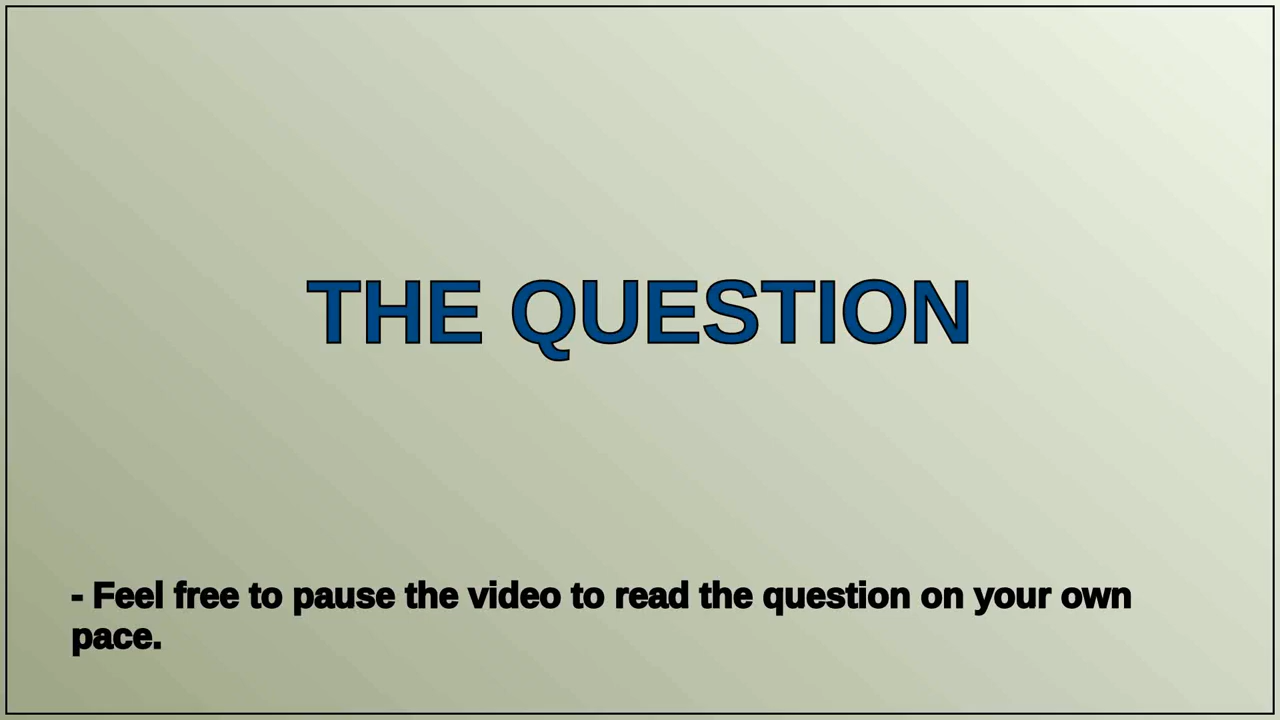 THE QUESTION
- Feel free to pause the video to read the question on your own
pace.